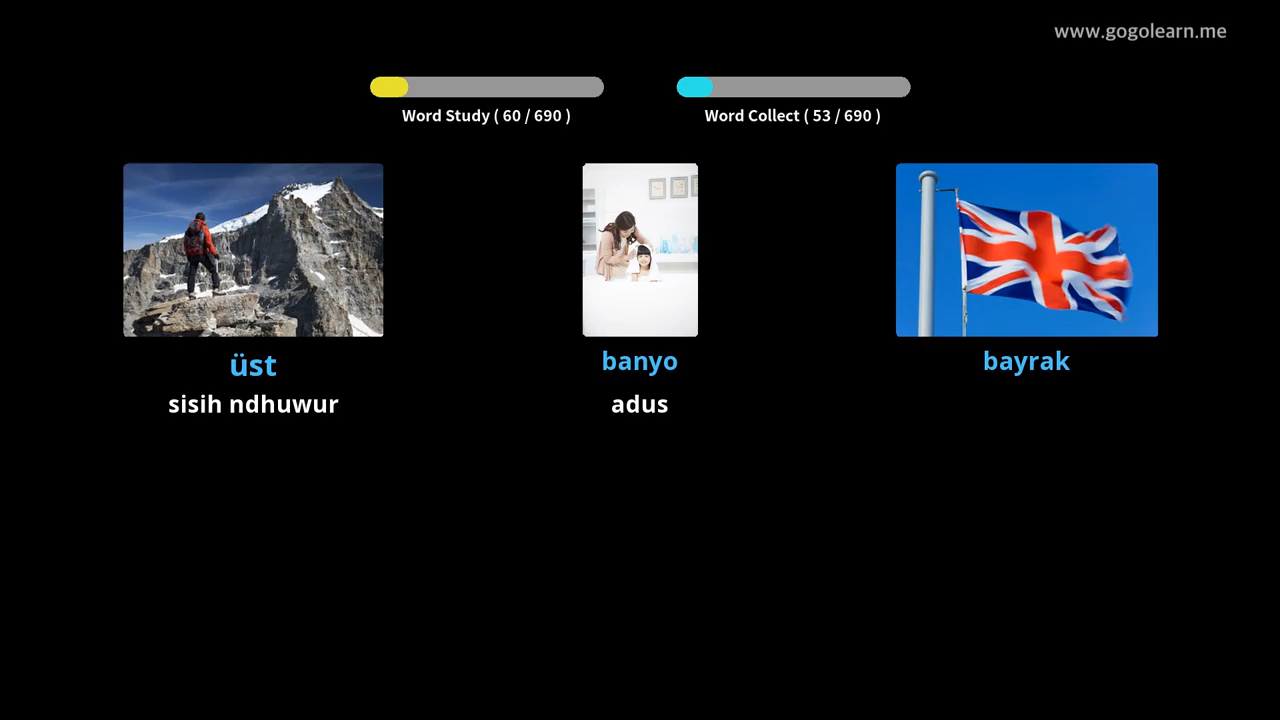 www.gogolearn.me
Word Study ( 60 / 690 )
Word Collect ( 53 / 690 )
üst
banyo
bayrak
sisih ndhuwur
adus